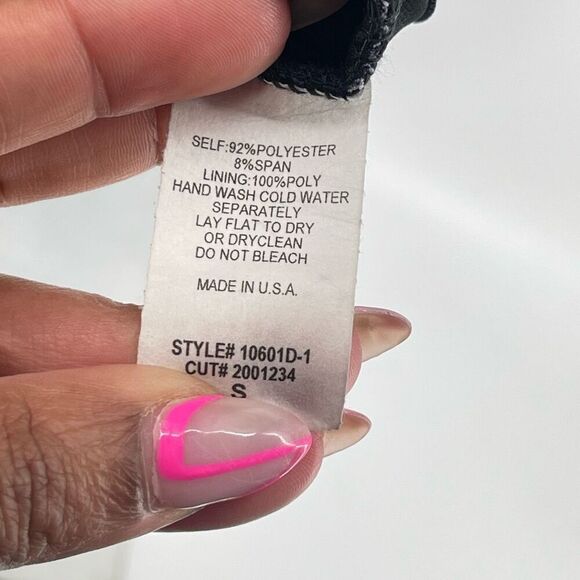 SELF:92%POLYESTER
8%SPAN
LINING:100%POLY
HAND WASH COLD WATER
SEPARATELY
LAY FLAT TO DRY
OR DRYCLEAN
DO NOT BLEACH
MADE IN U.S.A.
STYLE# 10601D-1
CUT# 2001234
S